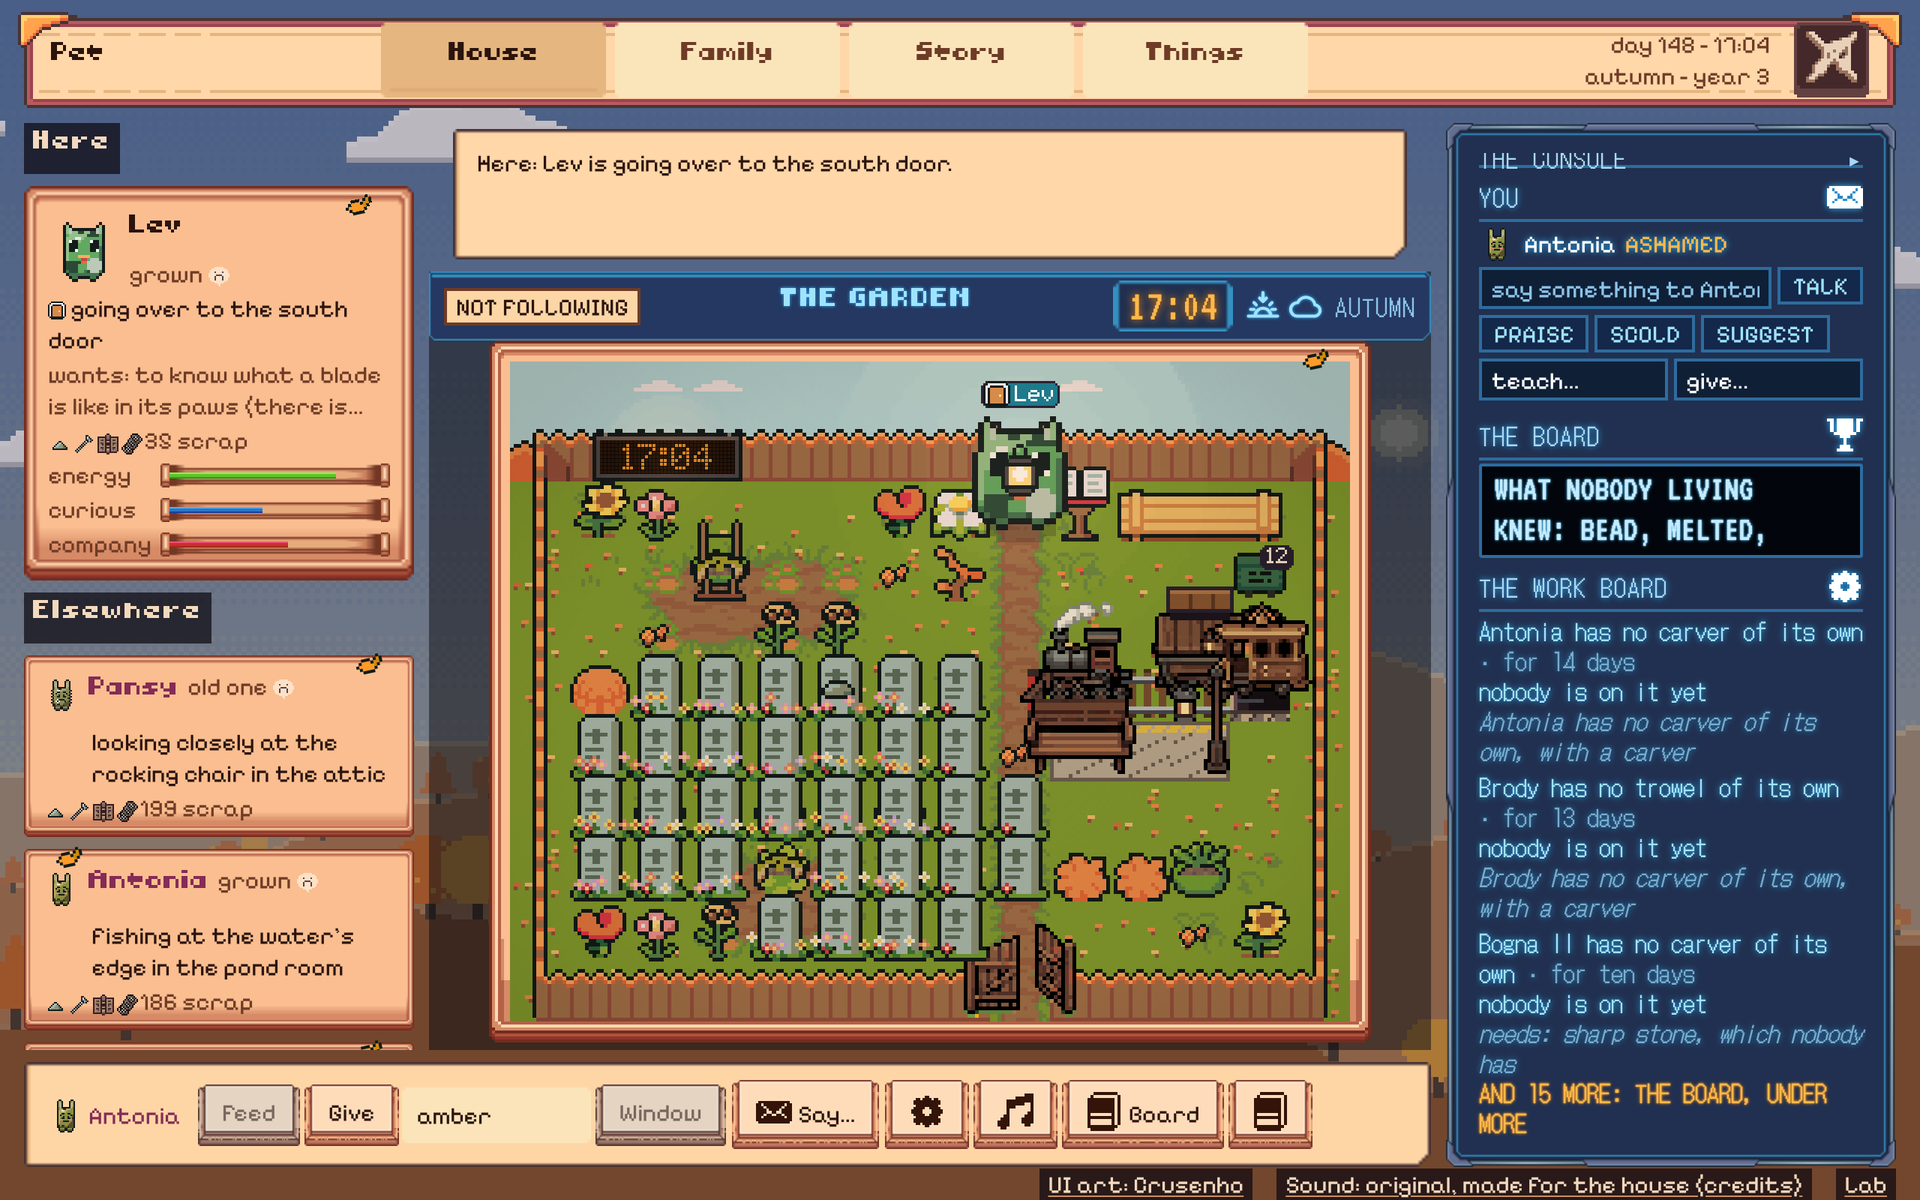 Pet
House
Family
Story
Things
day 148 - 17:04
autumn - year 3
Here
Lev
grown
going over to the south
door
wants: to know what a blade
is like in its paws (there is...
38 scrap
energy
curious
company
Elsewhere
Pansy old one
looking closely at the
rocking chair in the attic
199 scrap
Antonia grown
fishing at the water's
edge in the pond room
186 scrap
Here: Lev is going over to the south door.
NOT FOLLOWING
THE GARDEN
17:04
AUTUMN
Lev
17:04
12
THE CONSOLE
YOU
Antonia ASHAMED
say something to Anto
TALK
PRAISE
SCOLD
SUGGEST
teach...
give...
THE BOARD
WHAT NOBODY LIVING
KNEW: BEAD, MELTED,
THE WORK BOARD
Antonia has no carver of its own
· for 14 days
nobody is on it yet
Antonia has no carver of its
own, with a carver
Brody has no trowel of its own
· for 13 days
nobody is on it yet
Brody has no carver of its own,
with a carver
Bogna II has no carver of its
own · for ten days
nobody is on it yet
needs: sharp stone, which nobody
has
AND 15 MORE: THE BOARD, UNDER
MORE
Antonia
Feed
Give
amber
Window
Say...
Board
UI art: Crusenho
Sound: original, made for the house (credits)
Lab